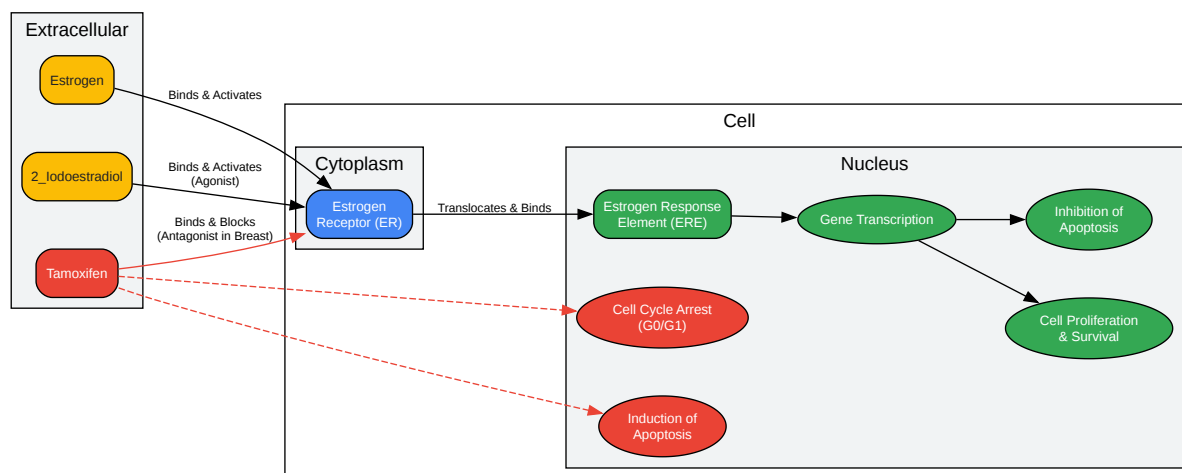 Extracellular
Estrogen
2_Iodoestradiol
Tamoxifen
Binds & Activates
Binds & Activates
(Agonist)
Binds & Blocks
(Antagonist in Breast)
Cell
Cytoplasm
Estrogen
Receptor (ER)
Translocates & Binds
Nucleus
Estrogen Response
Element (ERE)
Gene Transcription
Inhibition of
Apoptosis
Cell Proliferation
& Survival
Cell Cycle Arrest
(G0/G1)
Induction of
Apoptosis